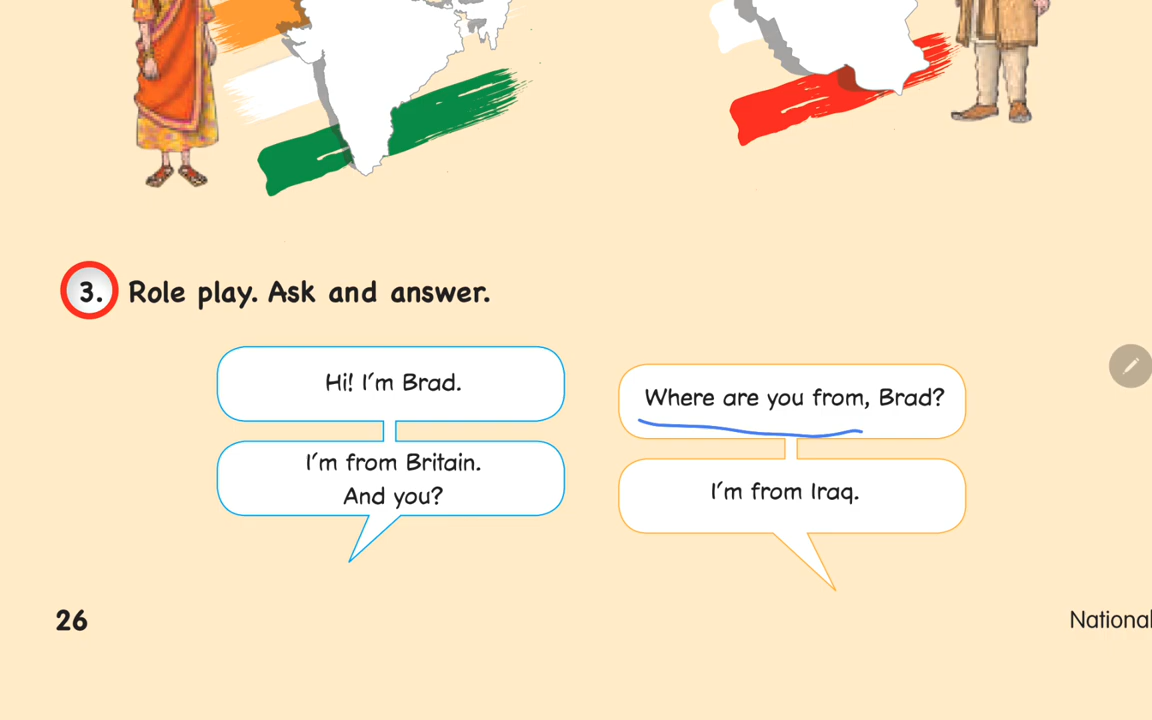 3. Role play. Ask and answer.
Hi! I'm Brad.
Where are you from, Brad?
I'm from Britain.
And you?
I'm from Iraq.
26
National